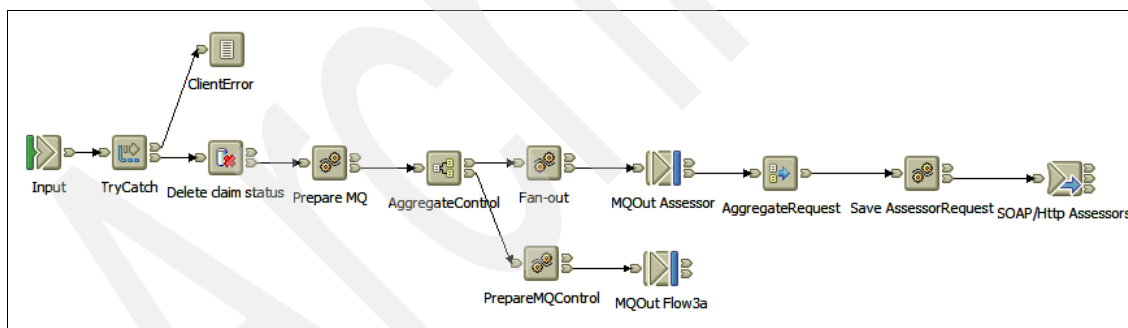 ClientError
Input
TryCatch
Delete claim status
Prepare MQ
AggregateControl
Fan-out
MQOut Assessor
AggregateRequest
Save AssessorRequest
SOAP/Http Assessors
PrepareMQControl
MQOut Flow3a